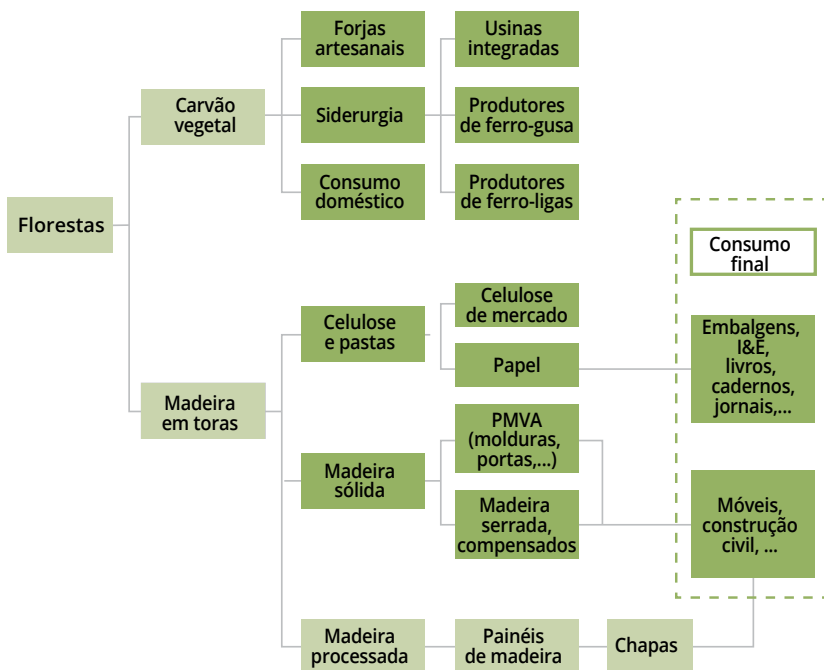 Florestas
Carvão
vegetal
Forjas
artesanais
Siderurgia
Consumo
doméstico
Usinas
integradas
Produtores
de ferro-gusa
Produtores
de ferro-ligas
Madeira
em toras
Celulose
e pastas
Celulose
de mercado
Papel
Madeira
sólida
PMVA
(molduras,
portas,...)
Madeira
serrada,
compensados
Madeira
processada
Painéis
de madeira
Chapas
Consumo
final
Embalgens,
I&E,
livros,
cadernos,
jornais,...
Móveis,
construção
civil, ...